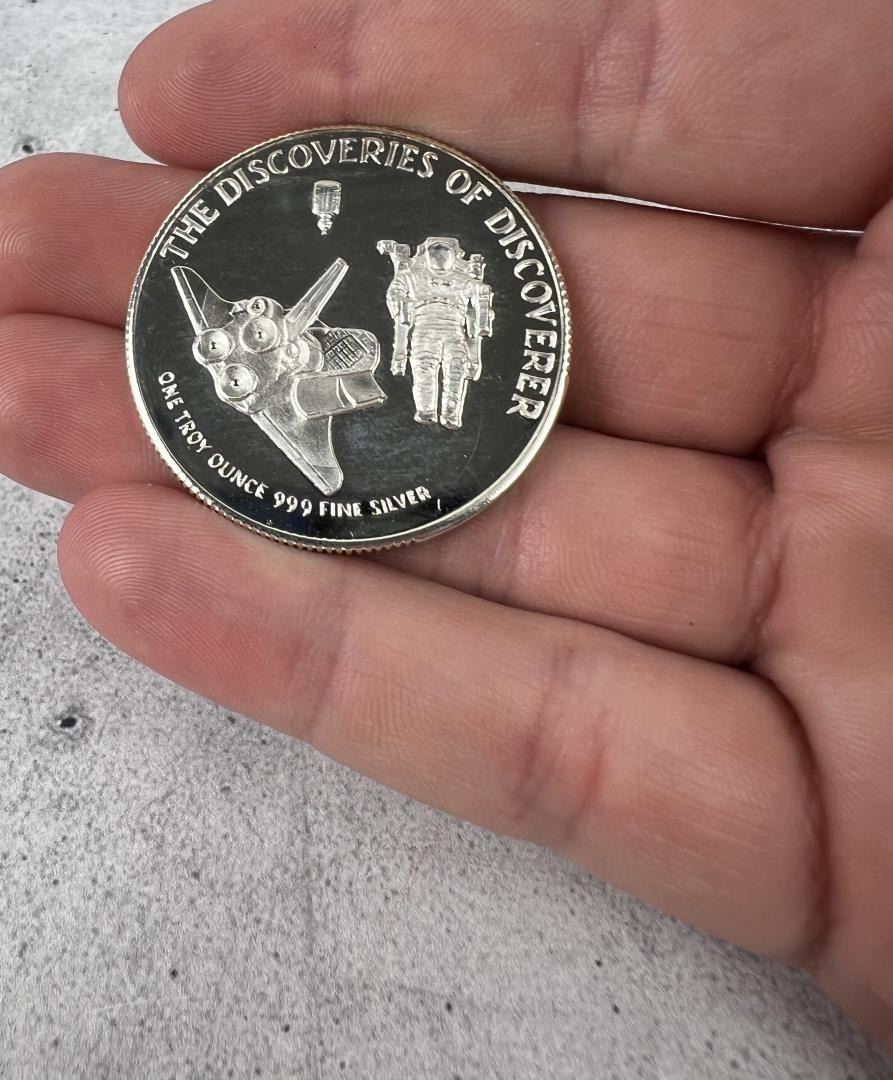 THE DISCOVERIES OF DISCOVERER
ONE TROY OUNCE 999 FINE SILVER